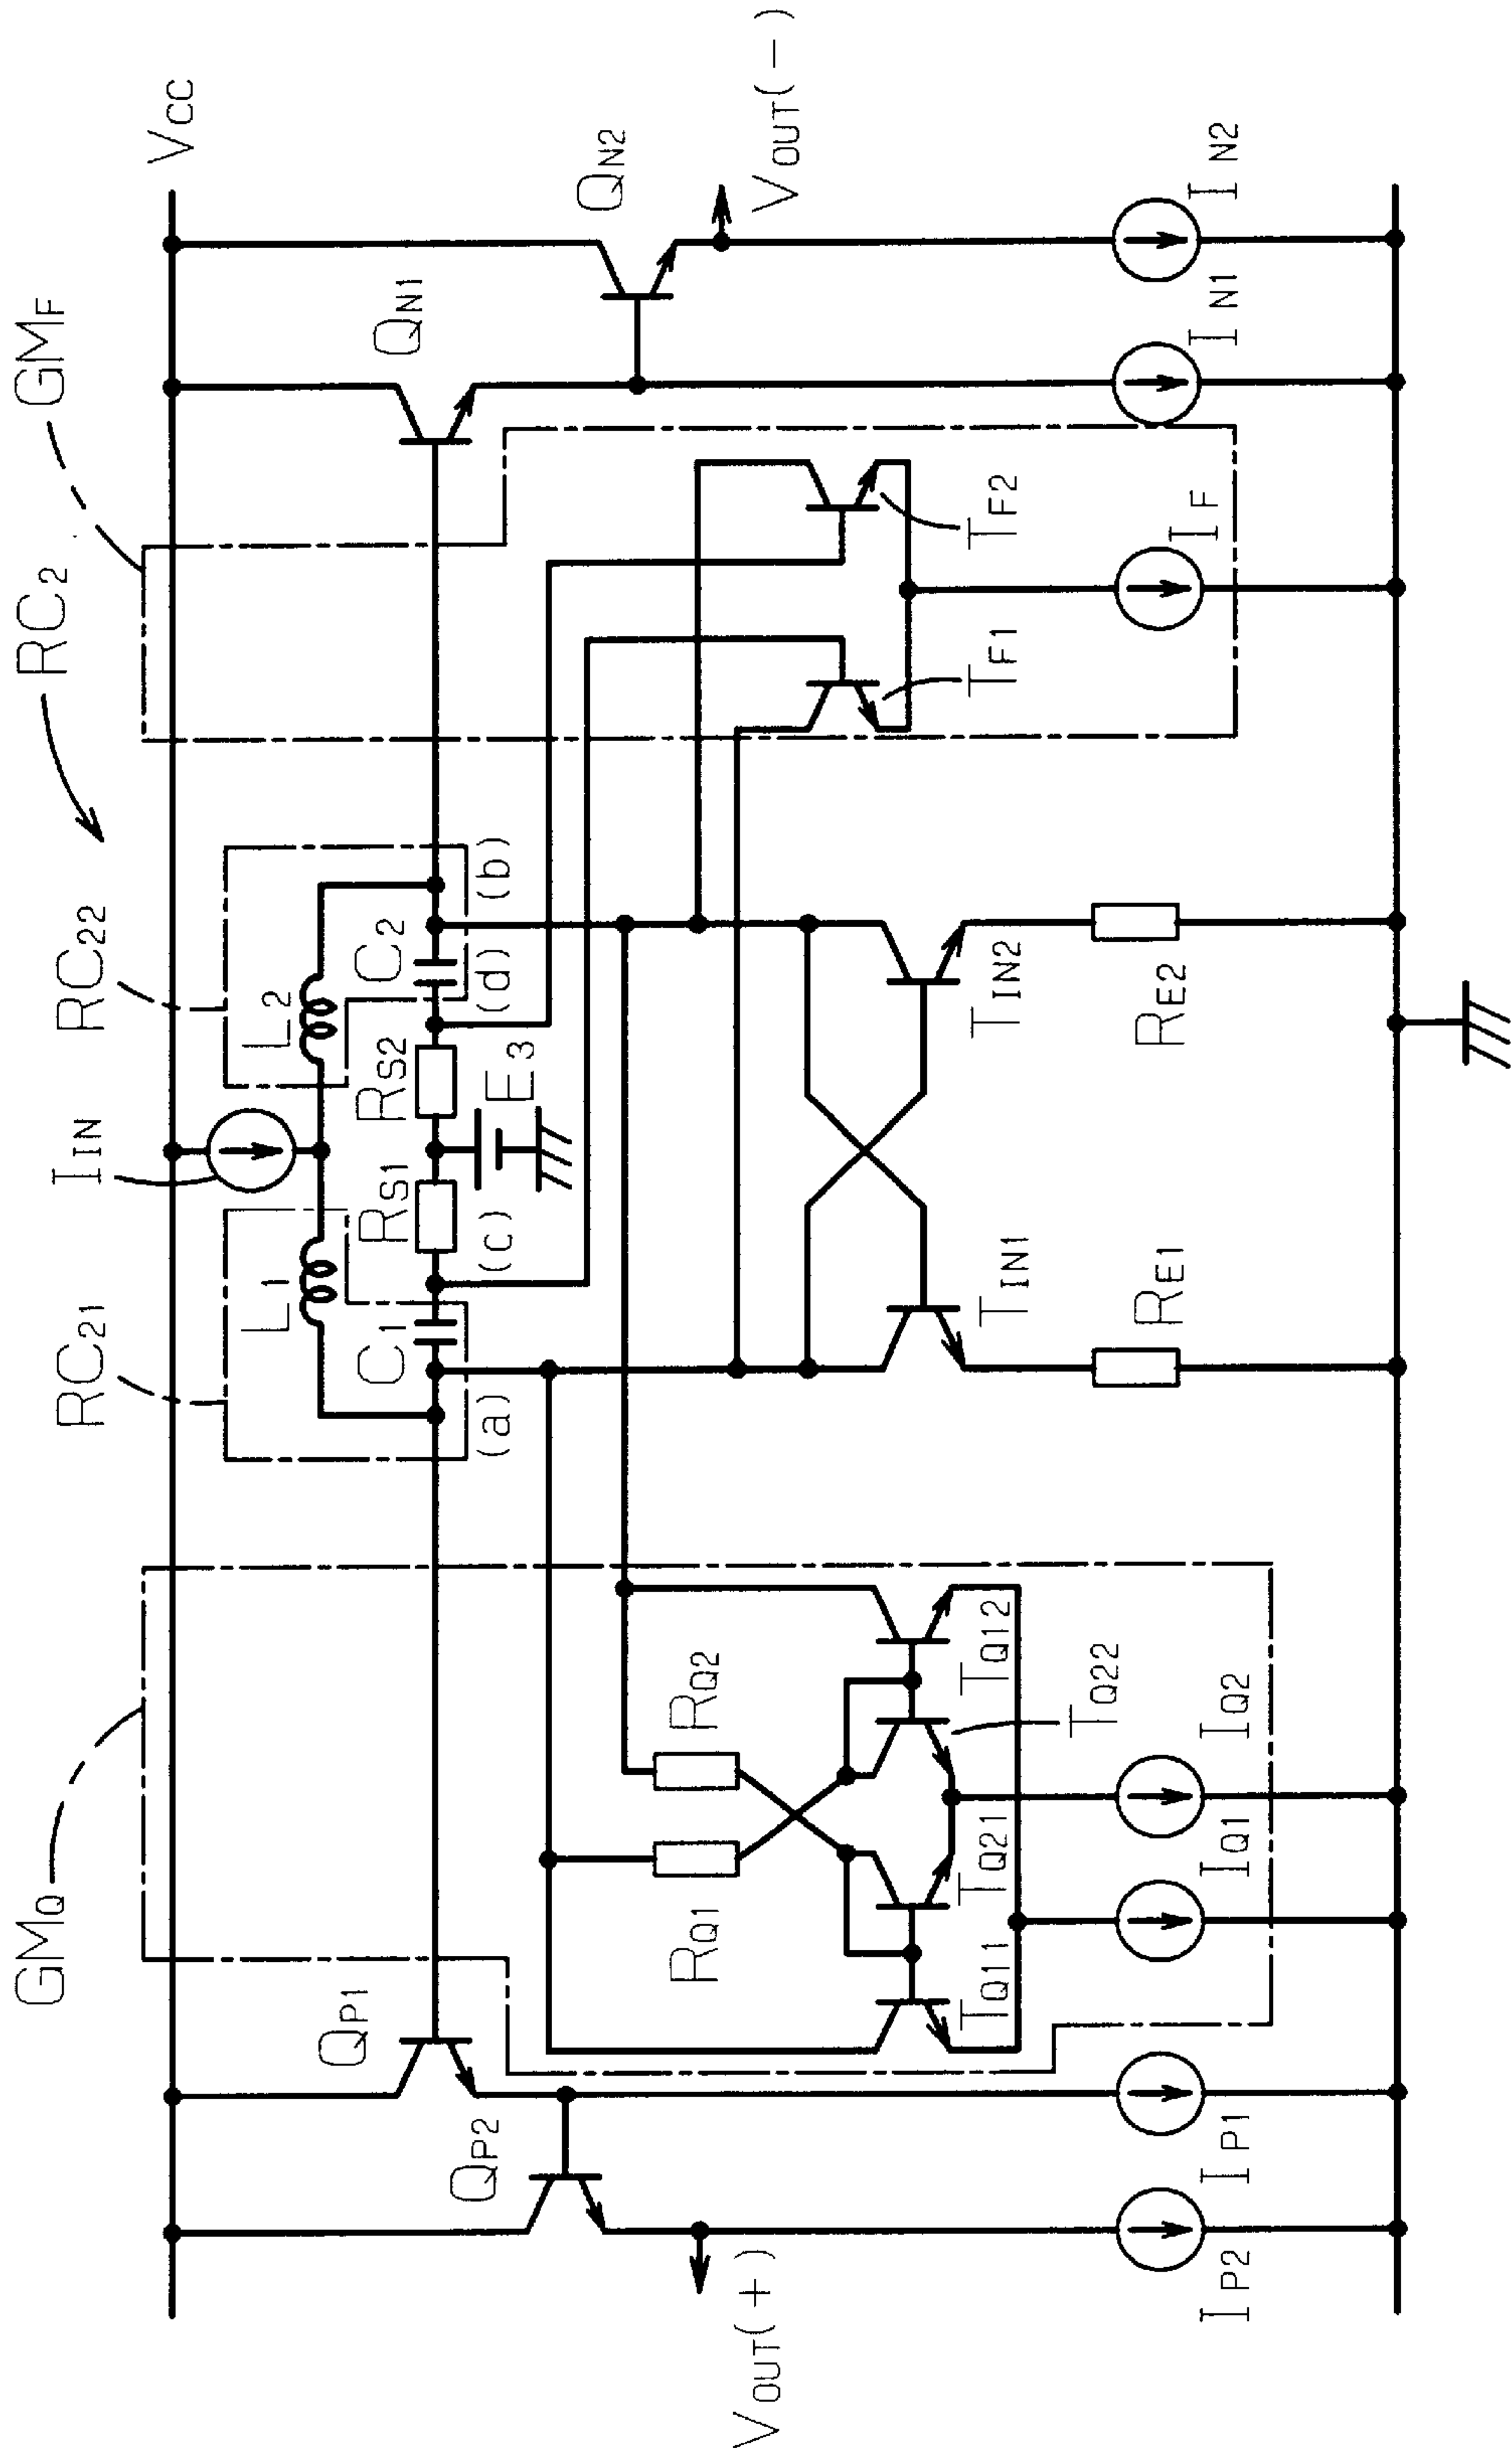 GMQ
RC2
GMF
RC21
IIN
RC22
VCC
L1
L2
C1
RS1
RS2
C2
(a)
(c)
E3
(d)
(b)
QP1
QP2
QN1
QN2
VOUT(+)
VOUT(-)
RQ1
RQ2
TQ11
TQ21
TQ12
TQ22
TIN1
TIN2
TF1
TF2
RE1
RE2
IP2
IP1
IQ1
IQ2
IF
IN1
IN2